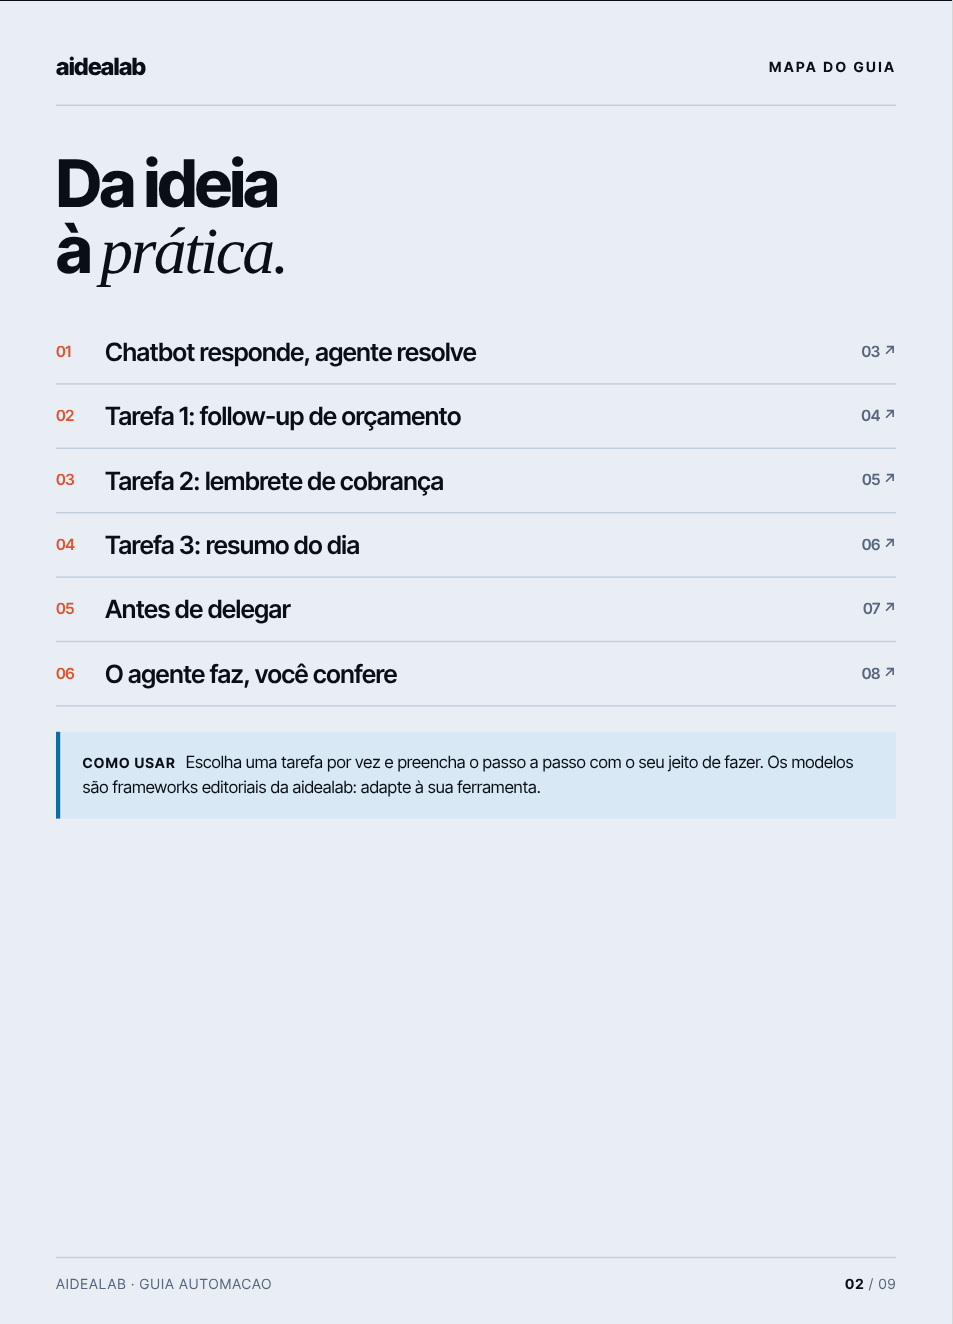 aidealab
MAPA DO GUIA
Da ideia
à prática.
01 Chatbot responde, agente resolve 03 ↗
02 Tarefa 1: follow-up de orçamento 04 ↗
03 Tarefa 2: lembrete de cobrança 05 ↗
04 Tarefa 3: resumo do dia 06 ↗
05 Antes de delegar 07 ↗
06 O agente faz, você confere 08 ↗
COMO USAR Escolha uma tarefa por vez e preencha o passo a passo com o seu jeito de fazer. Os modelos
são frameworks editoriais da aidealab: adapte à sua ferramenta.
AIDEALAB · GUIA AUTOMACAO
02 / 09